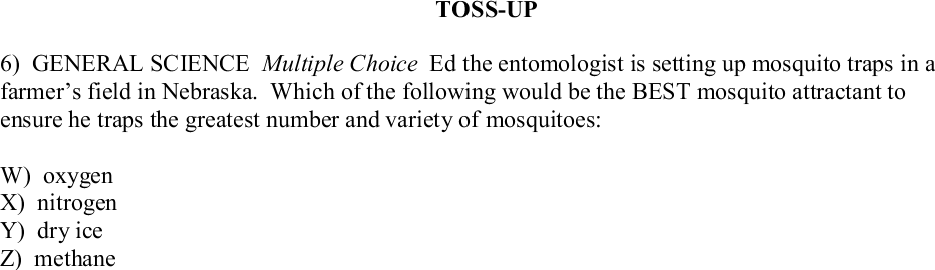 TOSS-UP
6) GENERAL SCIENCE Multiple Choice Ed the entomologist is setting up mosquito traps in a
farmer’s field in Nebraska. Which of the following would be the BEST mosquito attractant to
ensure he traps the greatest number and variety of mosquitoes:
W) oxygen
X) nitrogen
Y) dry ice
Z) methane